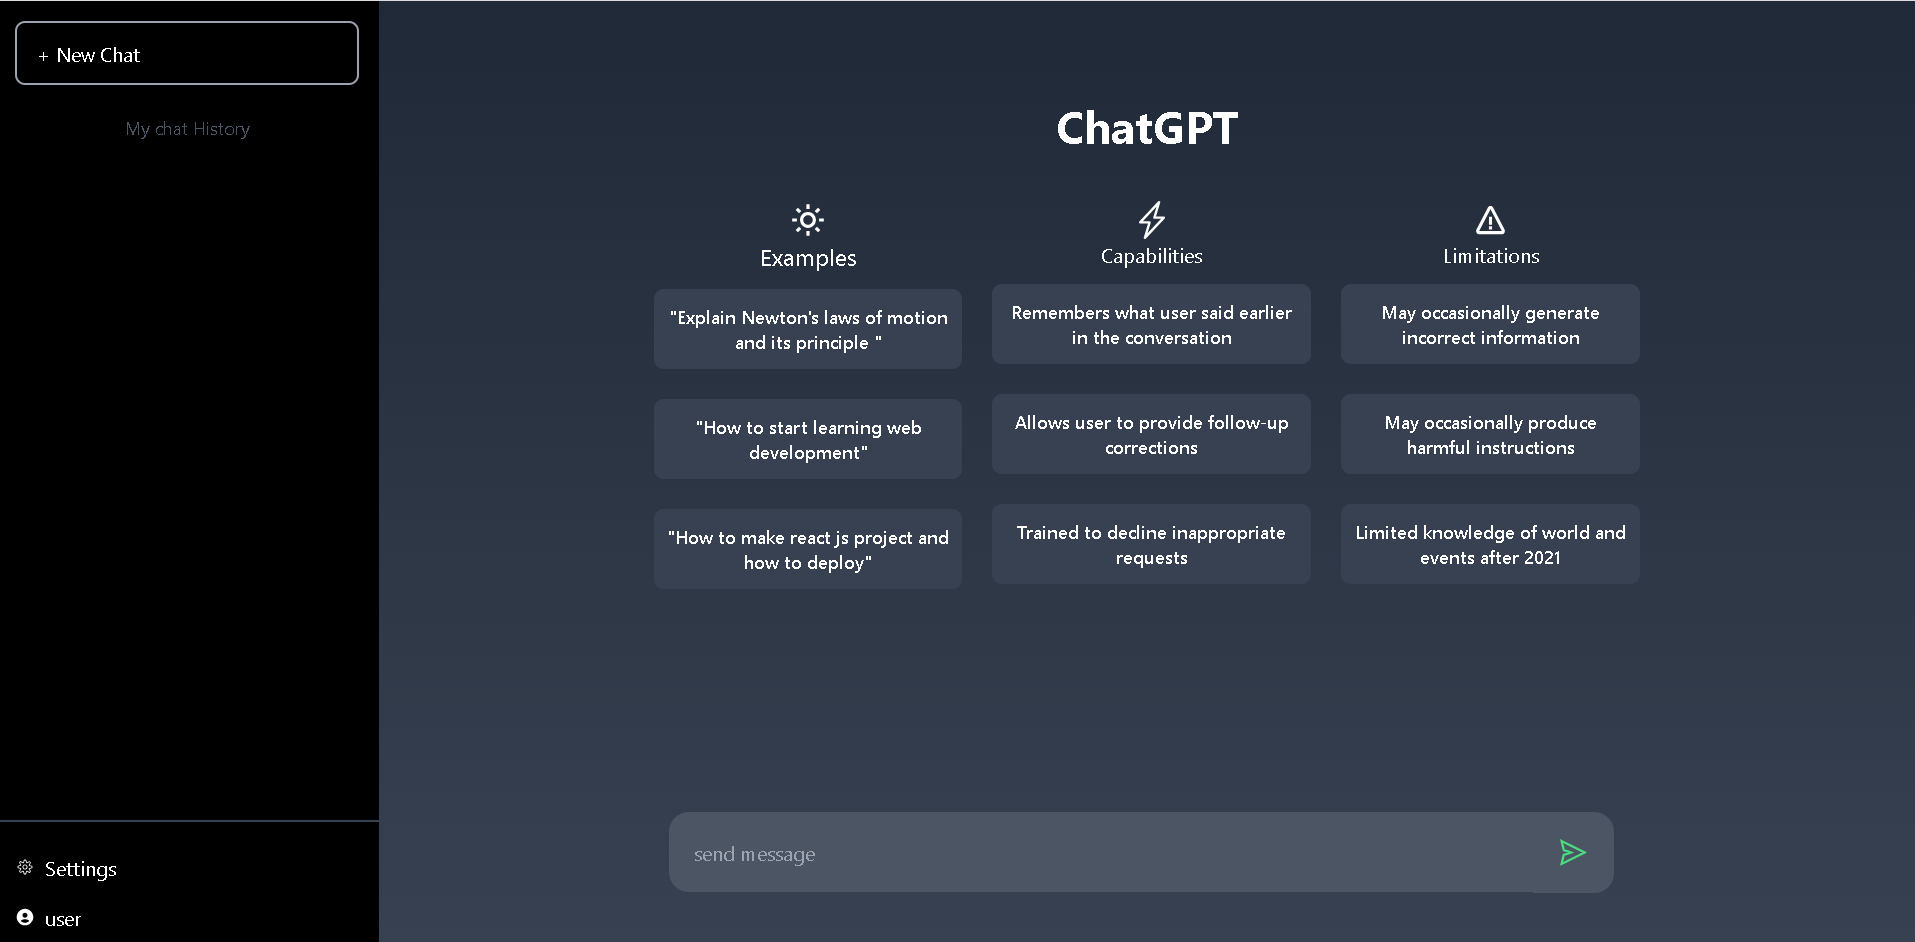 + New Chat
My chat History
Settings
user
ChatGPT
Examples
"Explain Newton's laws of motion
and its principle "
"How to start learning web
development"
"How to make react js project and
how to deploy"
Capabilities
Remembers what user said earlier
in the conversation
Allows user to provide follow-up
corrections
Trained to decline inappropriate
requests
Limitations
May occasionally generate
incorrect information
May occasionally produce
harmful instructions
Limited knowledge of world and
events after 2021
send message